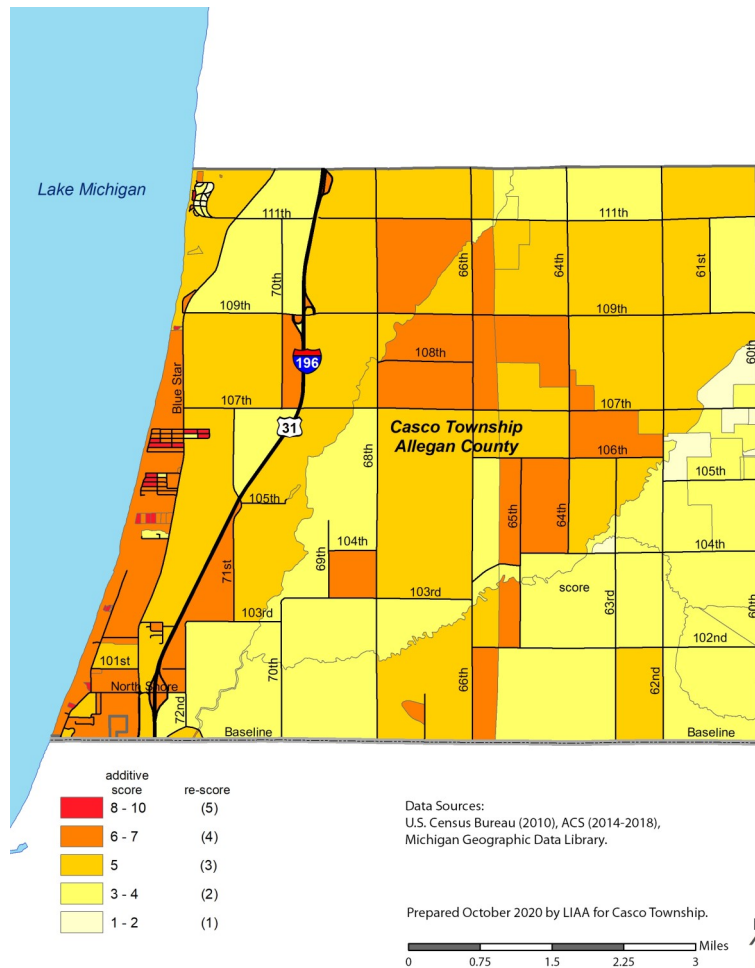 Lake Michigan
111th
111th
70th
66th
64th
61st
109th
109th
109th
108th
60th
196
Blue Star
107th
107th
107th
31
Casco Township
Allegan County
106th
68th
105th
105th
65th
64th
104th
104th
69th
71st
score
63rd
103rd
103rd
60th
102nd
101st
70th
66th
62nd
North Shore
72nd
Baseline
Baseline
additive
score re-score
8 - 10 (5)
6 - 7 (4)
5 (3)
3 - 4 (2)
1 - 2 (1)
Data Sources:
U.S. Census Bureau (2010), ACS (2014-2018),
Michigan Geographic Data Library.
Prepared October 2020 by LIAA for Casco Township.
Miles
0 0.75 1.5 2.25 3